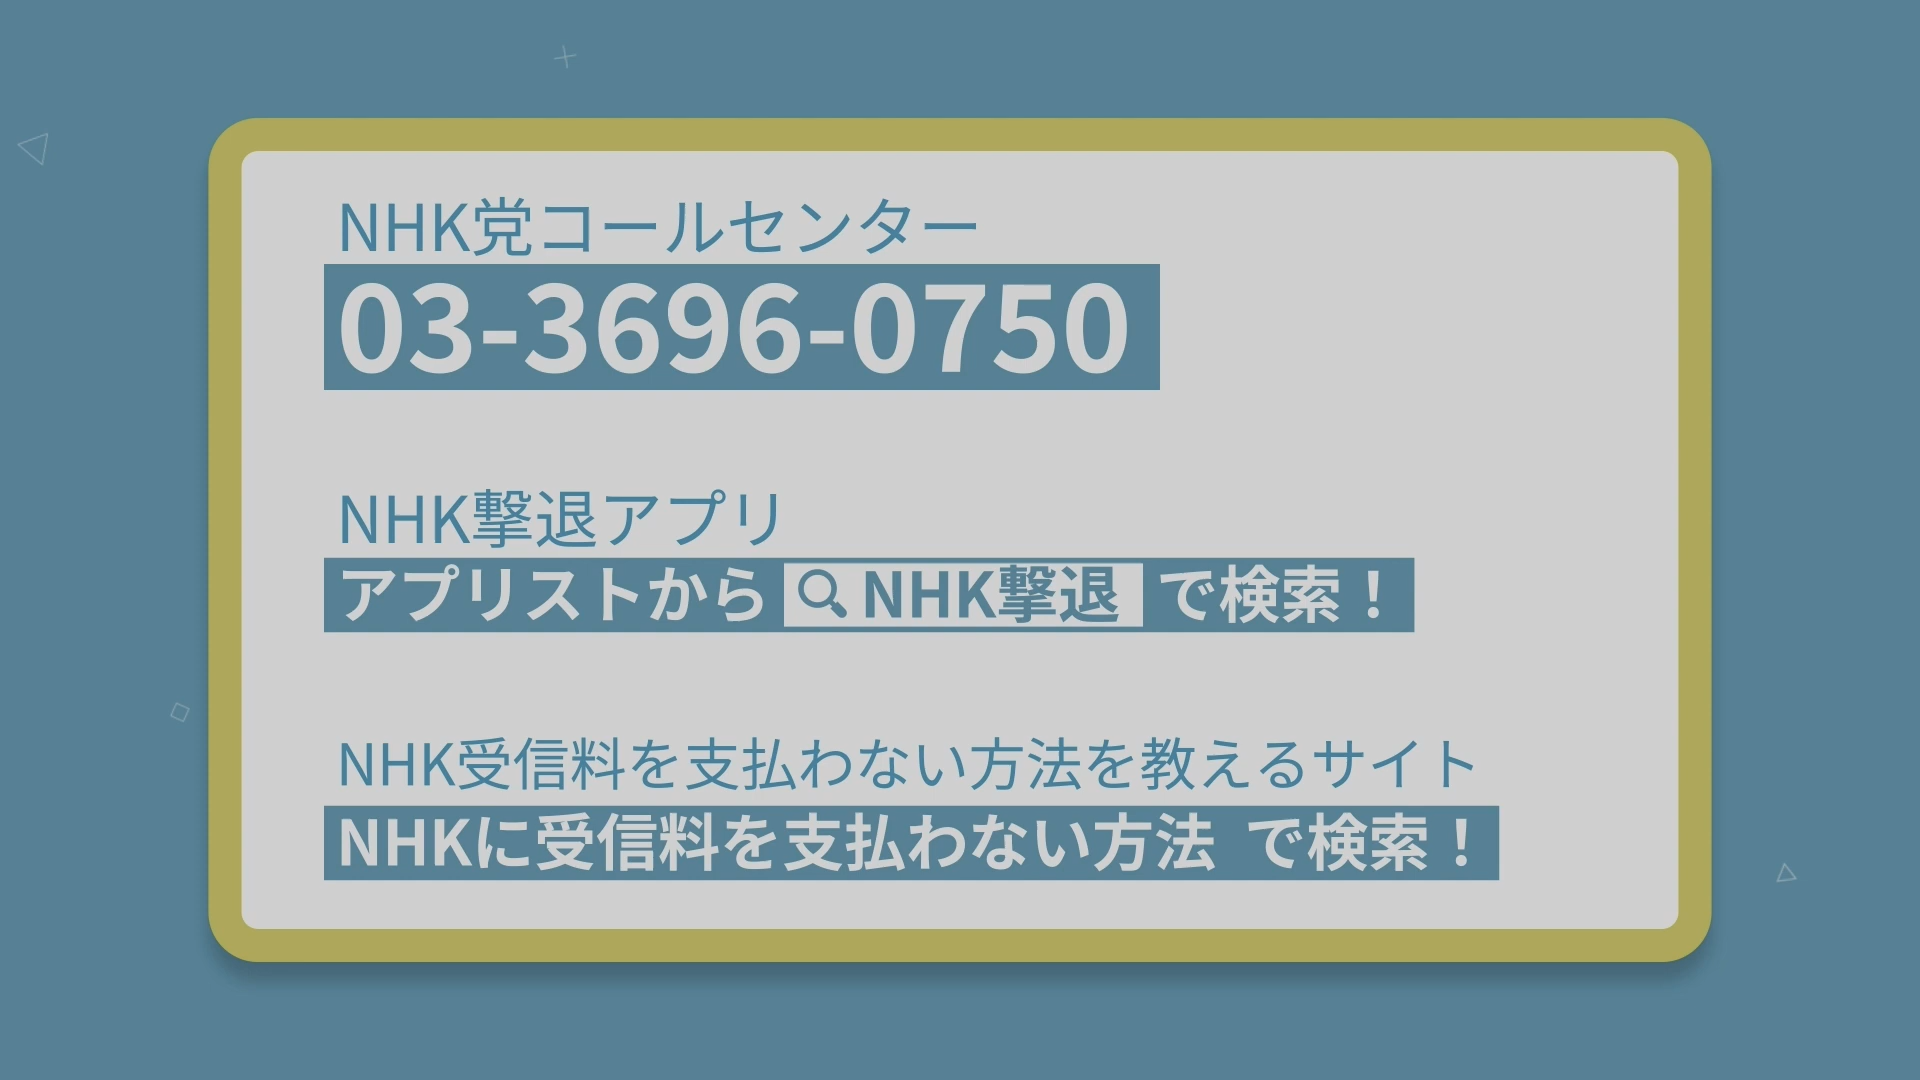 NHK党コールセンター
03-3696-0750
NHK撃退アプリ
アプリストから NHK撃退 で検索！
NHK受信料を支払わない方法を教えるサイト
NHKに受信料を支払わない方法 で検索！